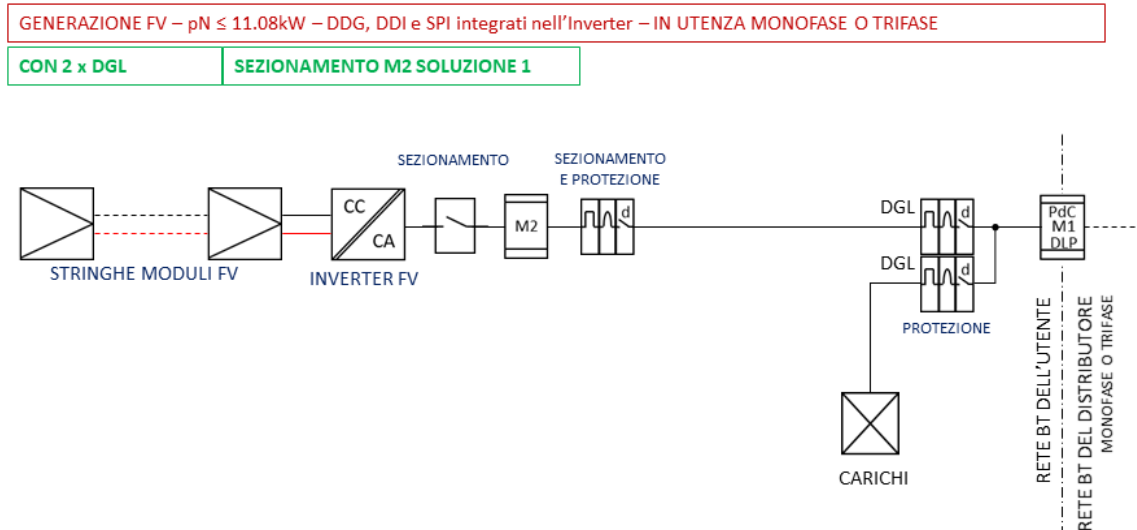 GENERAZIONE FV – pN ≤ 11.08kW – DDG, DDI e SPI integrati nell'Inverter – IN UTENZA MONOFASE O TRIFASE
CON 2 x DGL
SEZIONAMENTO M2 SOLUZIONE 1
SEZIONAMENTO
SEZIONAMENTO
E PROTEZIONE
CC
CA
M2
d
DGL
d
PdC
M1
DLP
DGL
d
STRINGHE MODULI FV
INVERTER FV
PROTEZIONE
CARICHI
RETE BT DELL'UTENTE
RETE BT DEL DISTRIBUTORE
MONOFASE O TRIFASE